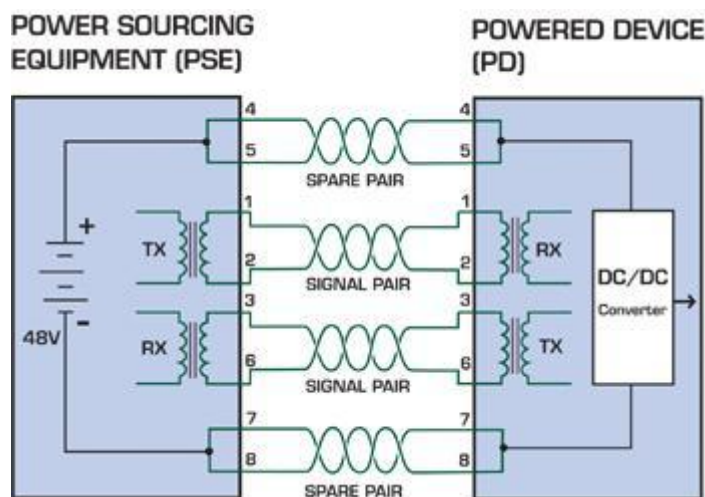 POWER SOURCING
EQUIPMENT (PSE)
POWERED DEVICE
(PD)
4
4
5
5
SPARE PAIR
1
1
+
TX
RX
2
2
SIGNAL PAIR
DC/DC
Converter
3
3
-
48V
RX
TX
6
6
SIGNAL PAIR
7
7
8
8
SPARE PAIR